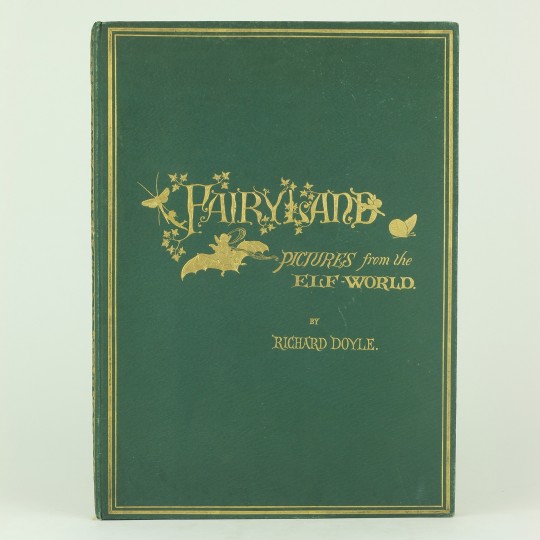 FAIRYLAND
PICTURES from the
ELF-WORLD.
BY
RICHARD DOYLE.